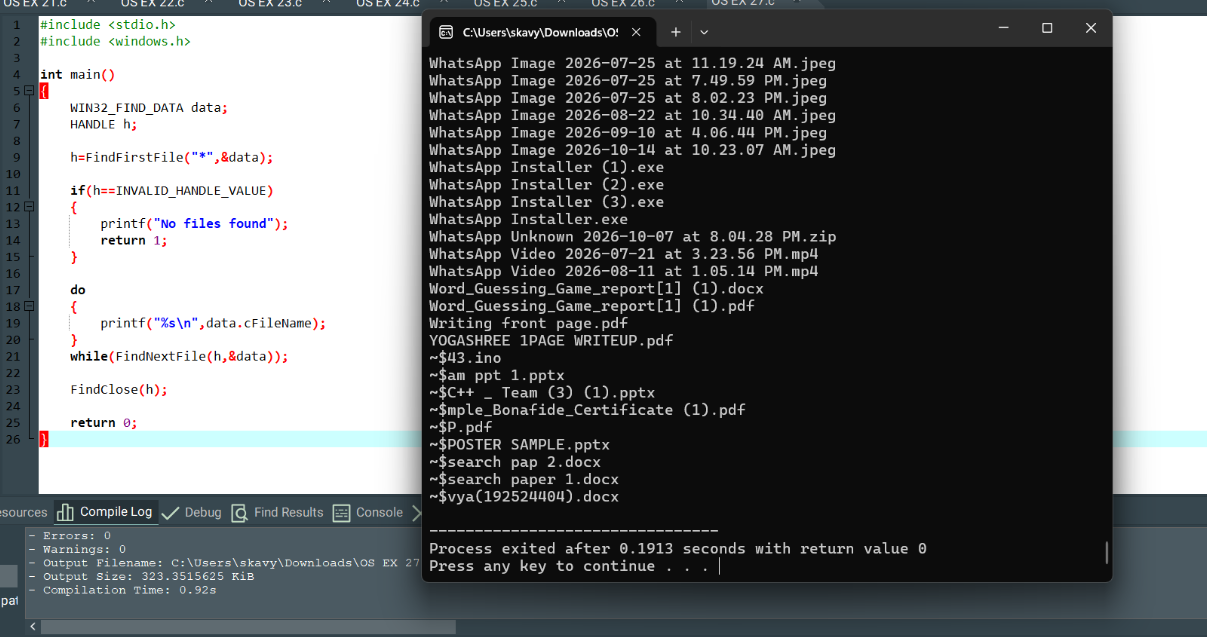 OS EX 21.c
OS EX 22.c
OS EX 23.c
OS EX 24.c
OS EX 25.c
OS EX 26.c
OS EX 27.c
1 #include <stdio.h>
2 #include <windows.h>
3
4 int main()
5 {
6 WIN32_FIND_DATA data;
7 HANDLE h;
8
9 h=FindFirstFile("*",&data);
10
11 if(h==INVALID_HANDLE_VALUE)
12 {
13 printf("No files found");
14 return 1;
15 }
16
17 do
18 {
19 printf("%s\n",data.cFileName);
20 }
21 while(FindNextFile(h,&data));
22
23 FindClose(h);
24
25 return 0;
26 }
C:\Users\skavy\Downloads\OS
WhatsApp Image 2026-07-25 at 11.19.24 AM.jpeg
WhatsApp Image 2026-07-25 at 7.49.59 PM.jpeg
WhatsApp Image 2026-07-25 at 8.02.23 PM.jpeg
WhatsApp Image 2026-08-22 at 10.34.40 AM.jpeg
WhatsApp Image 2026-09-10 at 4.06.44 PM.jpeg
WhatsApp Image 2026-10-14 at 10.23.07 AM.jpeg
WhatsApp Installer (1).exe
WhatsApp Installer (2).exe
WhatsApp Installer (3).exe
WhatsApp Installer.exe
WhatsApp Unknown 2026-10-07 at 8.04.28 PM.zip
WhatsApp Video 2026-07-21 at 3.23.56 PM.mp4
WhatsApp Video 2026-08-11 at 1.05.14 PM.mp4
Word_Guessing_Game_report[1] (1).docx
Word_Guessing_Game_report[1] (1).pdf
Writing front page.pdf
YOGASHREE 1PAGE WRITEUP.pdf
~$43.ino
~$am ppt 1.pptx
~$C++ _ Team (3) (1).pptx
~$mple_Bonafide_Certificate (1).pdf
~$P.pdf
~$POSTER SAMPLE.pptx
~$search pap 2.docx
~$search paper 1.docx
~$vya(192524404).docx
--------------------------------
Process exited after 0.1913 seconds with return value 0
Press any key to continue . . .
esources
Compile Log
Debug
Find Results
Console
- Errors: 0
- Warnings: 0
- Output Filename: C:\Users\skavy\Downloads\OS EX 27
- Output Size: 323.3515625 KiB
- Compilation Time: 0.92s
pat